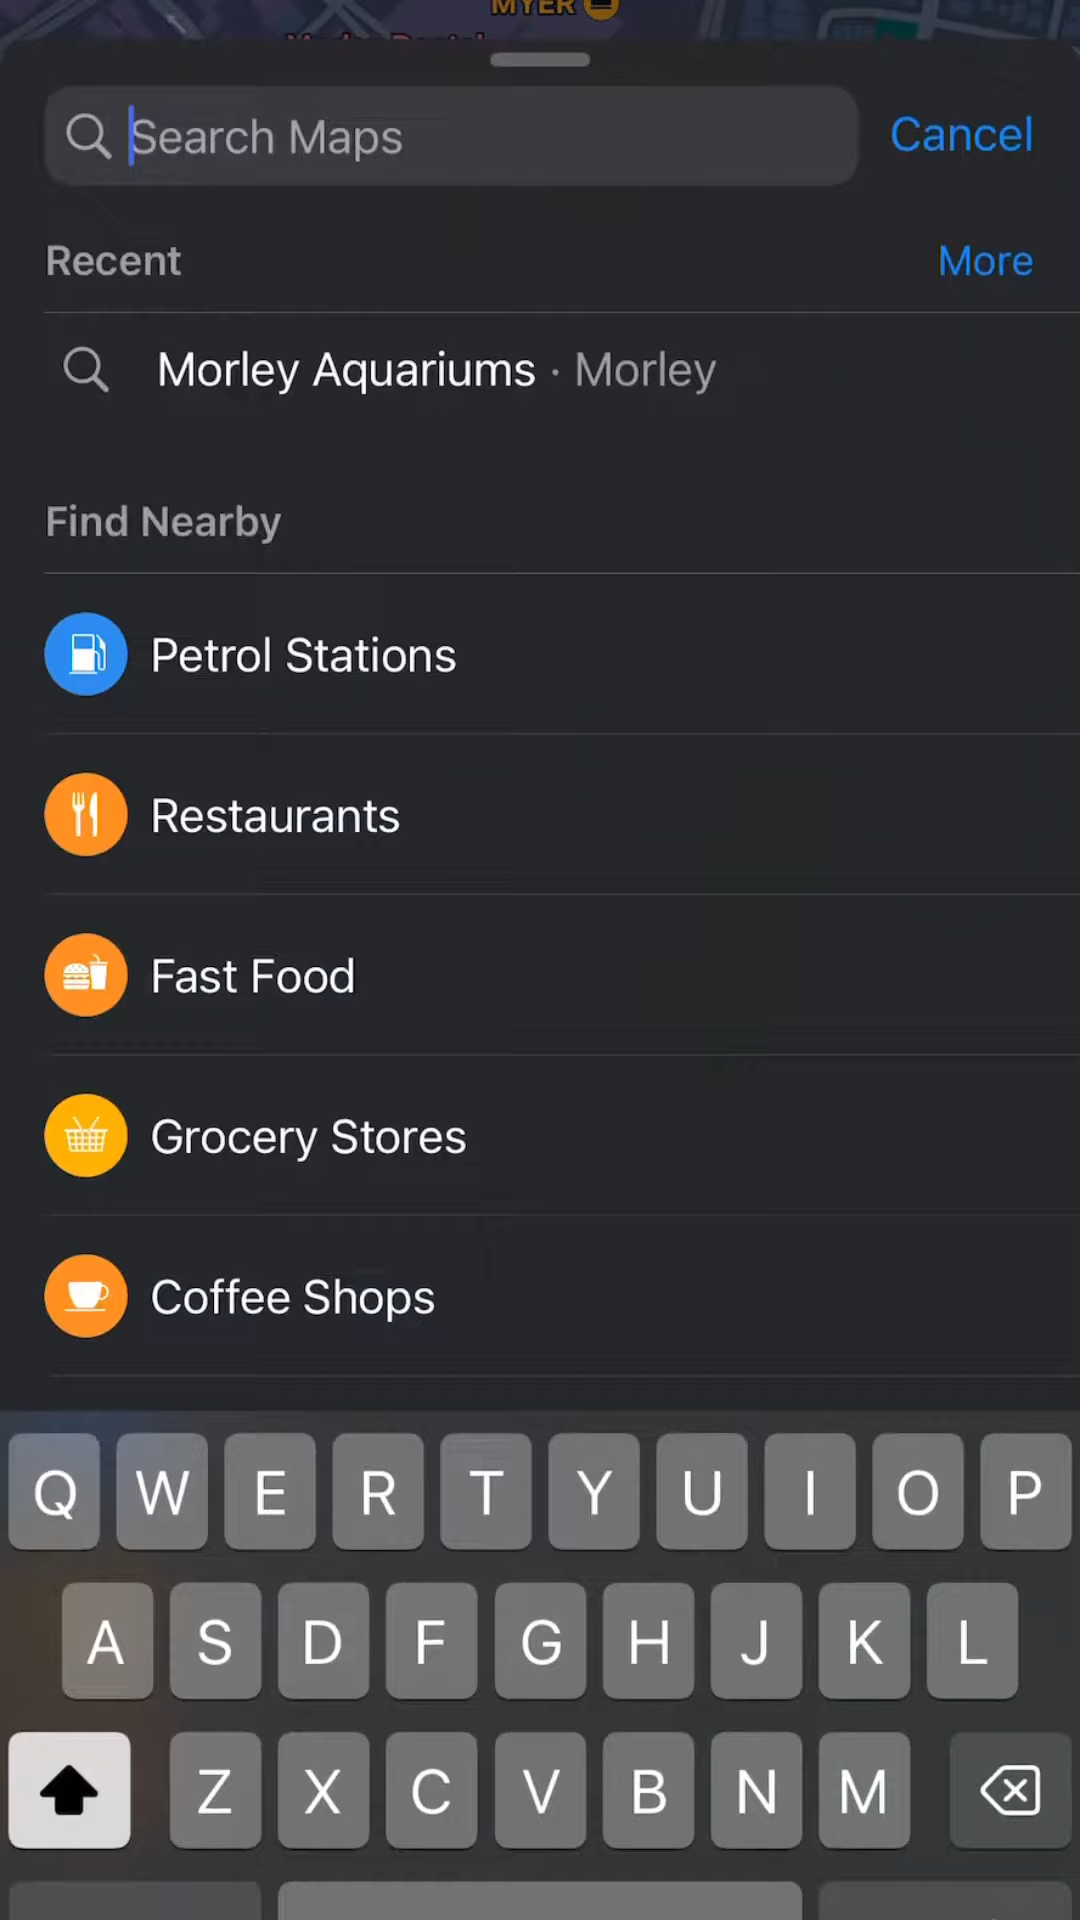 MYER
Search Maps
Cancel
Recent
More
Morley Aquariums · Morley
Find Nearby
Petrol Stations
Restaurants
Fast Food
Grocery Stores
Coffee Shops
Q W E R T Y U I O P
A S D F G H J K L
Z X C V B N M